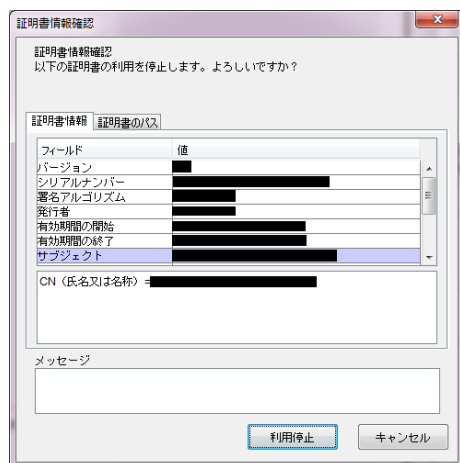 証明書情報確認
証明書情報確認
以下の証明書の利用を停止します。よろしいですか?
証明書情報 証明書のパス
フィールド 値
バージョン
シリアルナンバー
署名アルゴリズム
発行者
有効期間の開始
有効期間の終了
サブジェクト
CN(氏名又は名称)=
メッセージ
利用停止 キャンセル